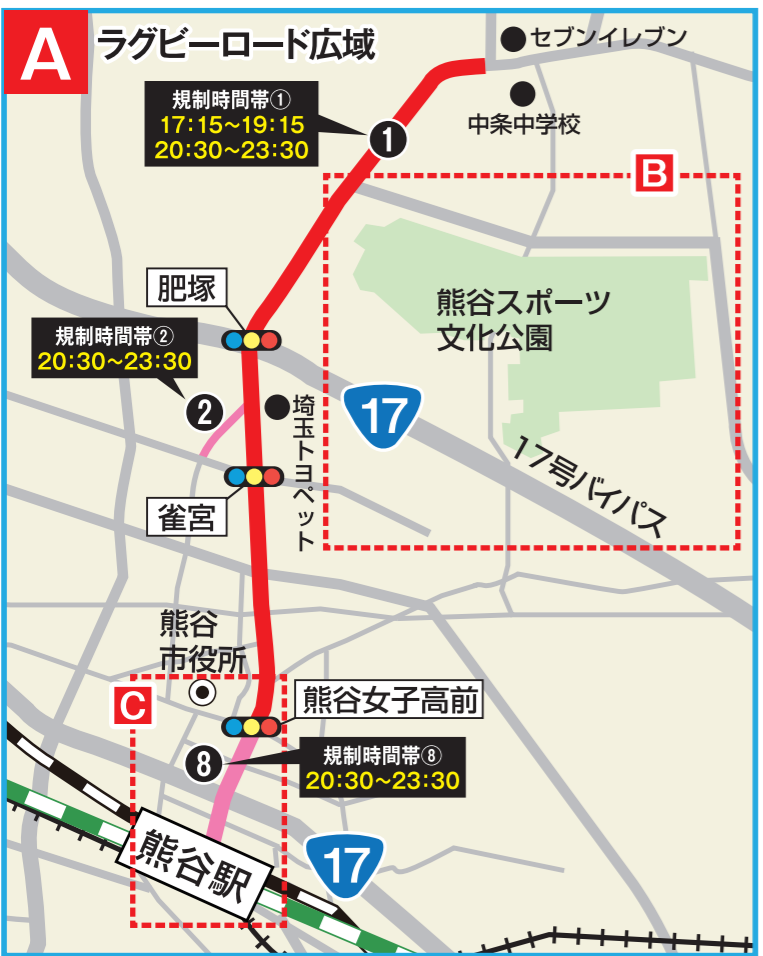 A
ラグビーロード広域
セブンイレブン
中条中学校
規制時間帯①
17:15～19:15
20:30～23:30
1
B
熊谷スポーツ
文化公園
肥塚
規制時間帯②
20:30～23:30
2
埼玉トヨペット
17
17号バイパス
雀宮
熊谷
市役所
C
熊谷女子高前
8
規制時間帯⑧
20:30～23:30
熊谷駅
17